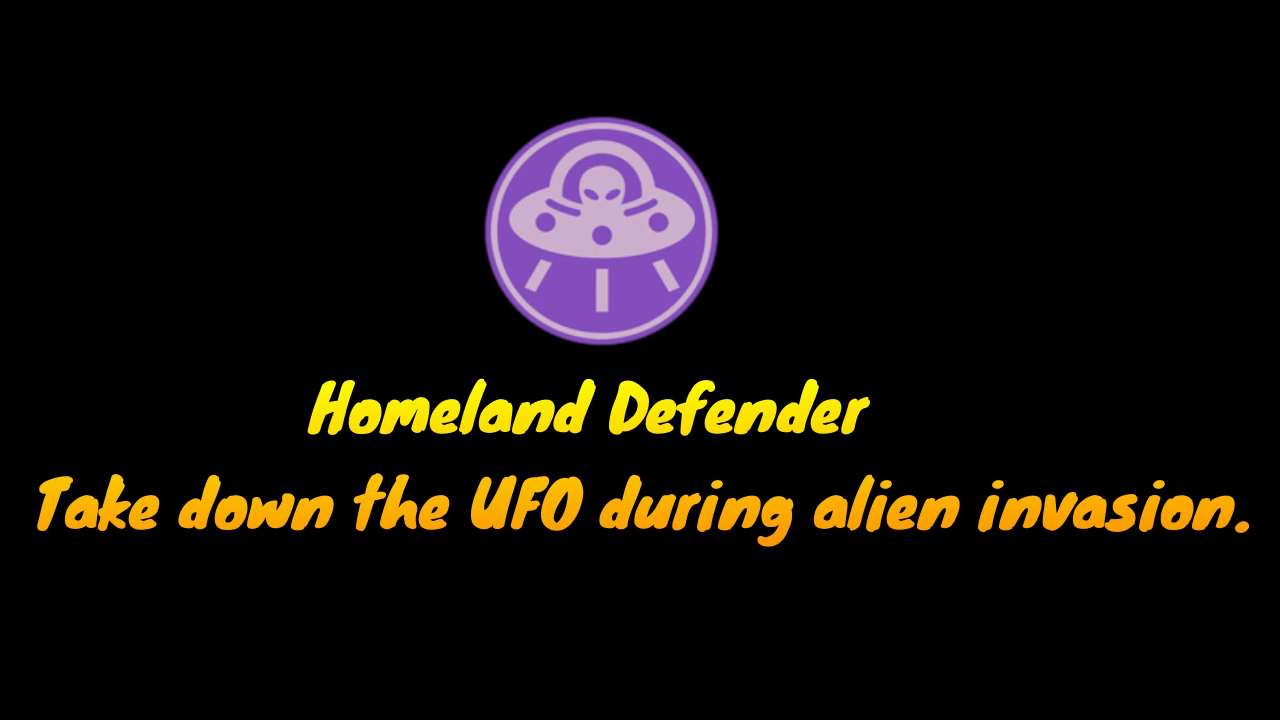 Homeland Defender
Take down the UFO during alien invasion.